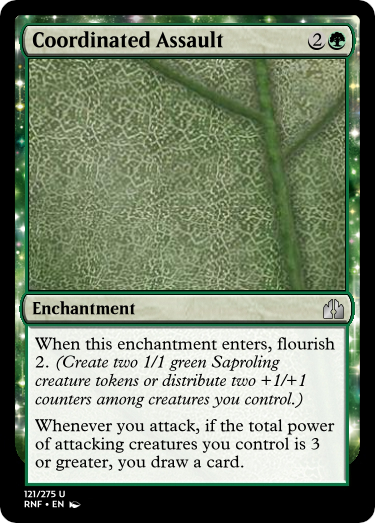 Coordinated Assault 2
Enchantment
When this enchantment enters, flourish
2. (Create two 1/1 green Saproling
creature tokens or distribute two +1/+1
counters among creatures you control.)
Whenever you attack, if the total power
of attacking creatures you control is 3
or greater, you draw a card.
121/275 U
RNF • EN